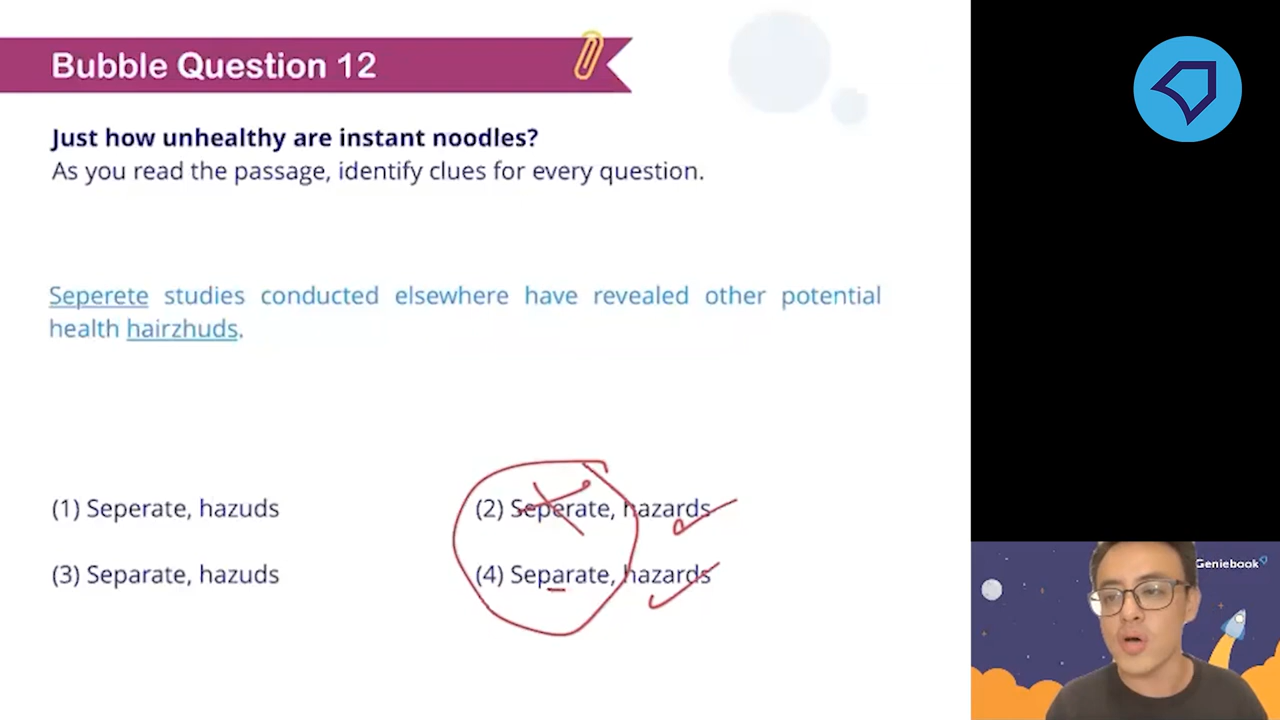 Bubble Question 12
Just how unhealthy are instant noodles?
As you read the passage, identify clues for every question.
Seperete studies conducted elsewhere have revealed other potential
health hairzhuds.
(1) Seperate, hazuds
(2) Seperate, hazards
(3) Separate, hazuds
(4) Separate, hazards
Geniebook